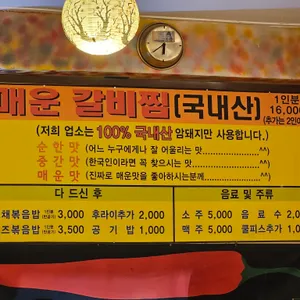 매운 갈비찜 [국내산] 1인분 16,00
(추가는 2인
(저희 업소는 100% 국내산 암돼지만 사용합니다.)
순한맛 (어느 누구에게나 잘 어울리는 맛)........................^^)
중간맛 (한국인이라면 꼭 찾으시는 맛)........................^^)
매운맛 (진짜로 매운맛을 좋아하시는분께........................^^)
다 드신 후
채볶음밥 3,000 후라이추가 2,000
즈볶음밥 3,500 공기밥 1,000
음료 및 주류
소주 5,000 음료수 2,0
맥주 5,000 쿨피스추가 1,0